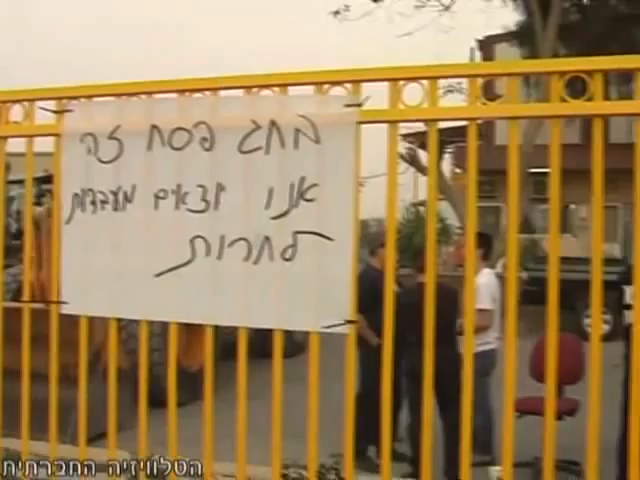 מחג פסח זה
אנו יוצאים מעבדות
לחרות
הטלוויזיה החברתית